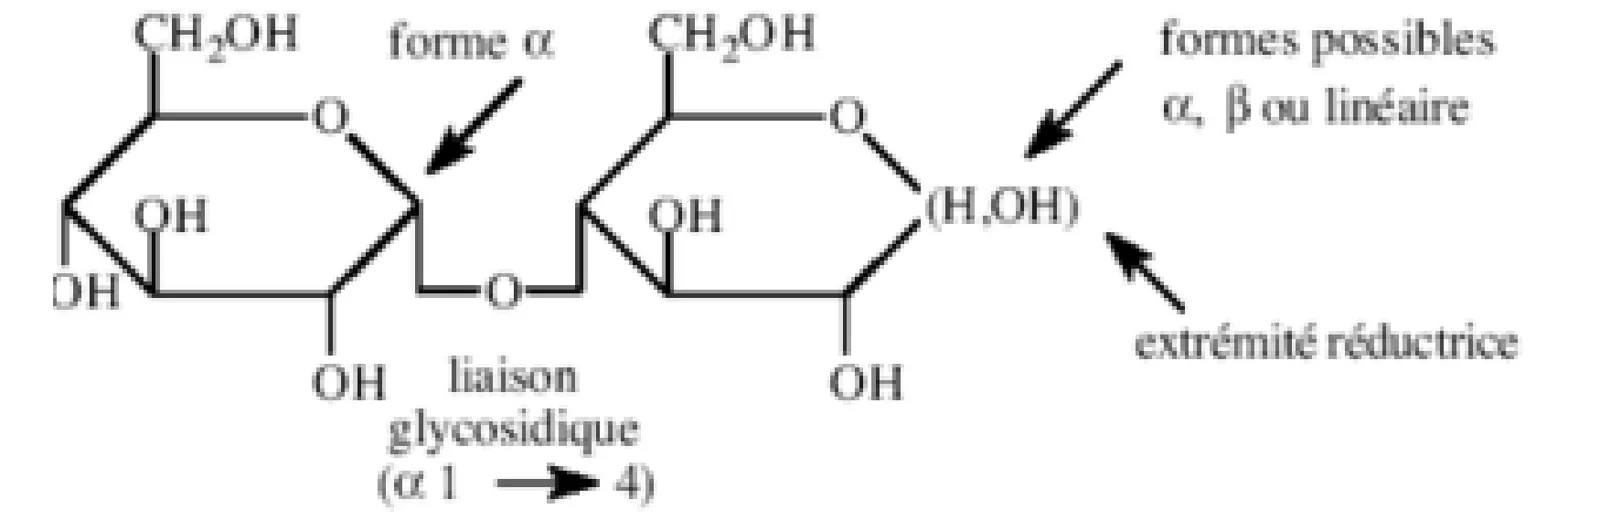 CH₂OH
forme α
CH₂OH
formes possibles
α, β ou linéaire
O
O
OH
OH
(H,OH)
OH
O
extrémité réductrice
OH
liaison
OH
glycosidique
(α 1 → 4)